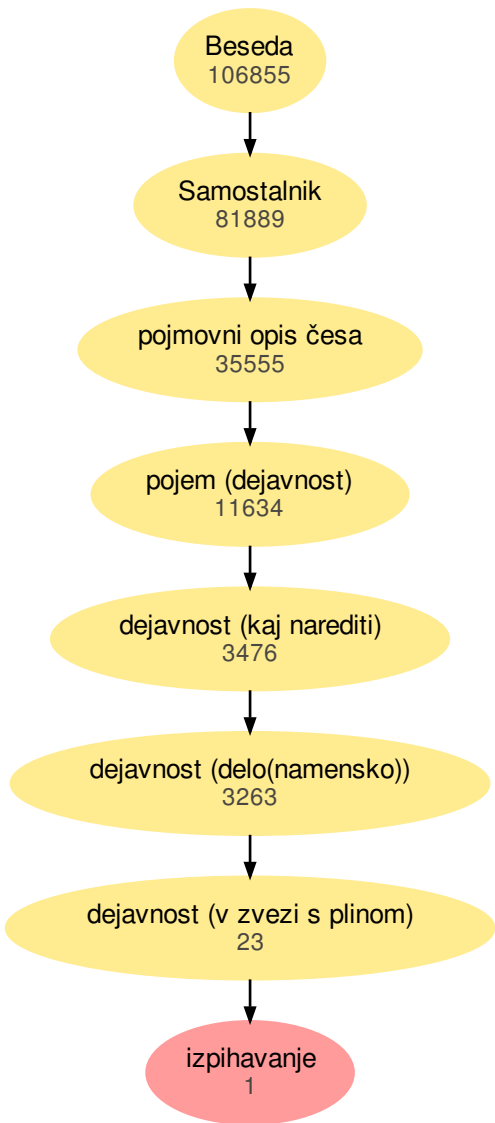 Beseda
106855
Samostalnik
81889
pojmovni opis česa
35555
pojem (dejavnost)
11634
dejavnost (kaj narediti)
3476
dejavnost (delo(namensko))
3263
dejavnost (v zvezi s plinom)
23
izpihavanje
1